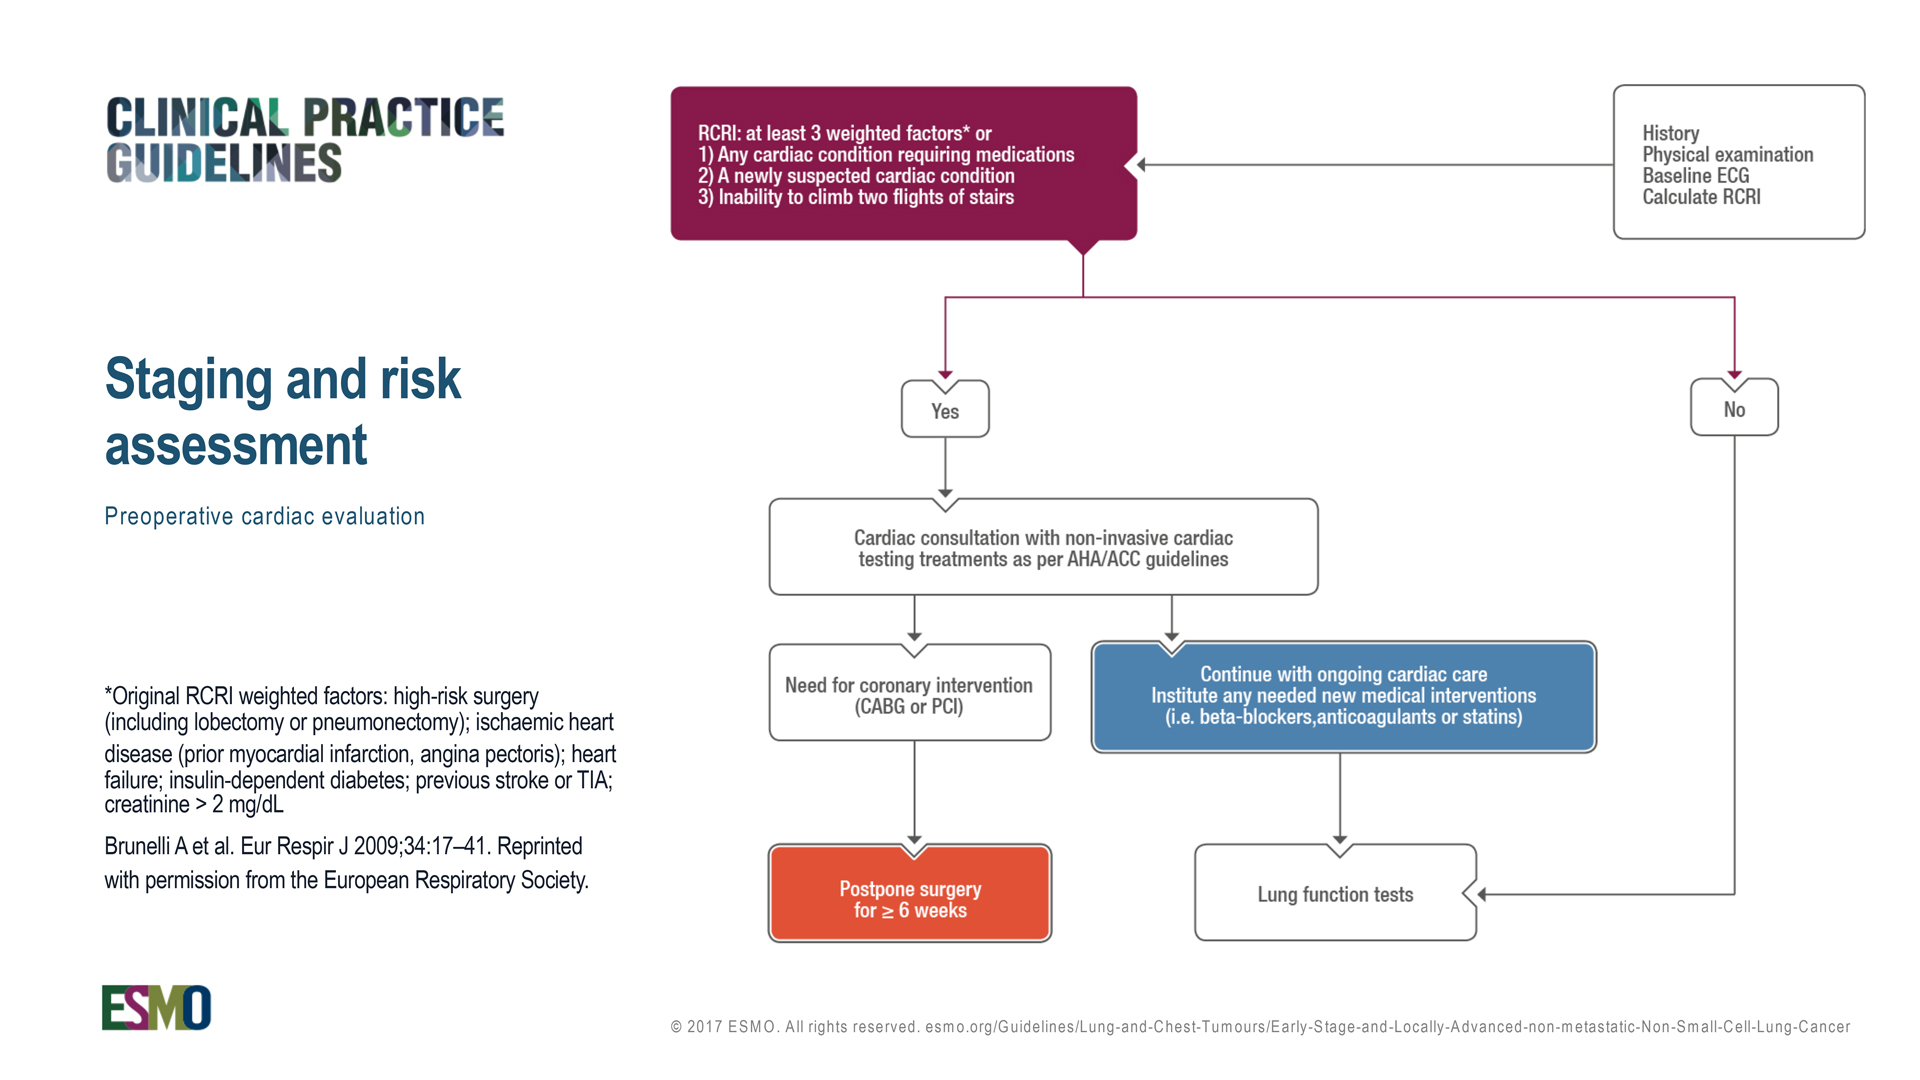 CLINICAL PRACTICE
GUIDELINES
Staging and risk
assessment
Preoperative cardiac evaluation
*Original RCRI weighted factors: high-risk surgery
(including lobectomy or pneumonectomy); ischaemic heart
disease (prior myocardial infarction, angina pectoris); heart
failure; insulin-dependent diabetes; previous stroke or TIA;
creatinine > 2 mg/dL
Brunelli A et al. Eur Respir J 2009;34:17–41. Reprinted
with permission from the European Respiratory Society.
ESMO
RCRI: at least 3 weighted factors* or
1) Any cardiac condition requiring medications
2) A newly suspected cardiac condition
3) Inability to climb two flights of stairs
History
Physical examination
Baseline ECG
Calculate RCRI
Yes
No
Cardiac consultation with non-invasive cardiac
testing treatments as per AHA/ACC guidelines
Need for coronary intervention
(CABG or PCI)
Continue with ongoing cardiac care
Institute any needed new medical interventions
(i.e. beta-blockers,anticoagulants or statins)
Postpone surgery
for ≥ 6 weeks
Lung function tests
© 2017 ESMO. All rights reserved. esmo.org/Guidelines/Lung-and-Chest-Tumours/Early-Stage-and-Locally-Advanced-non-metastatic-Non-Small-Cell-Lung-Cancer